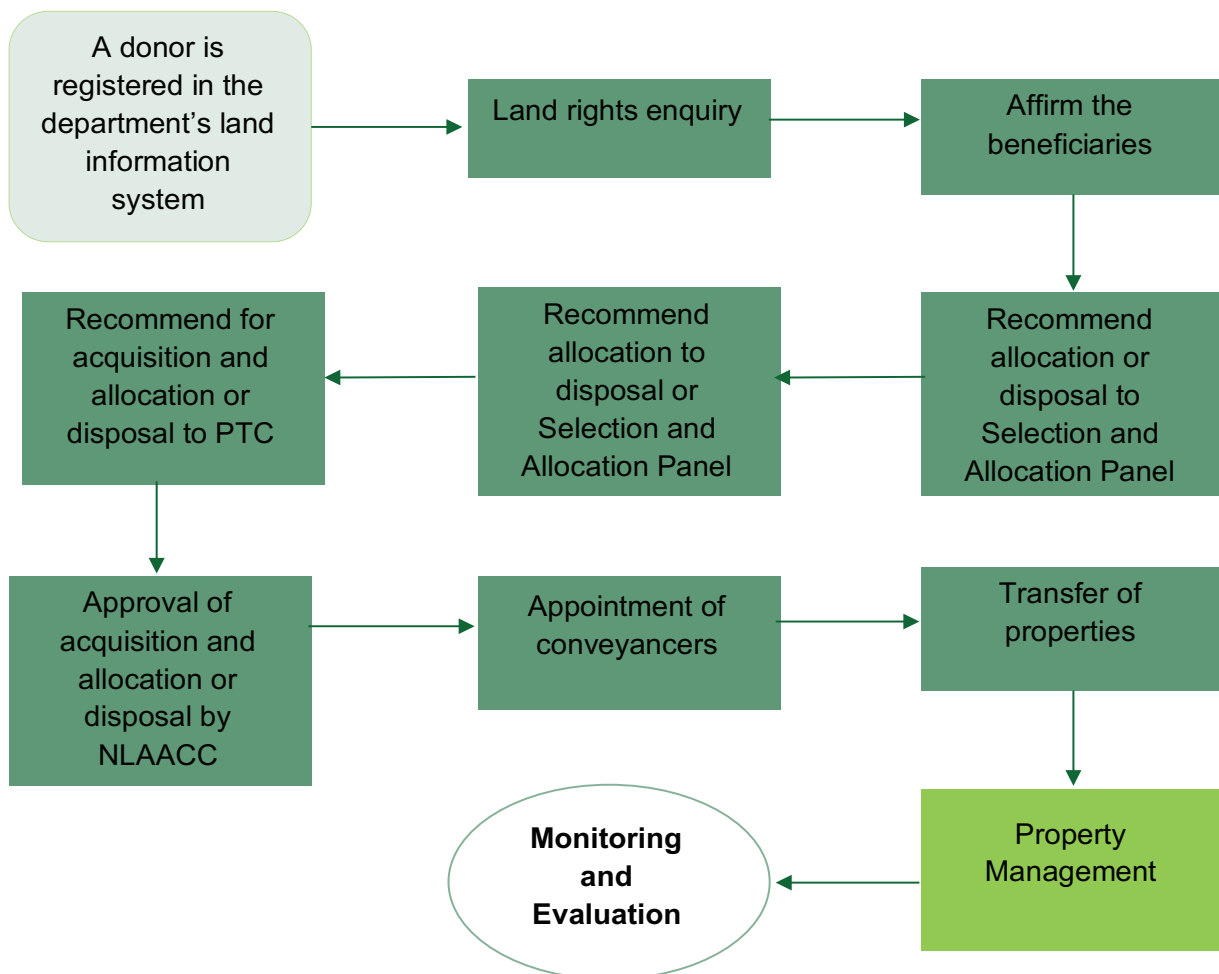 A donor is
registered in the
department’s land
information
system
Land rights enquiry
Affirm the
beneficiaries
Recommend
allocation or
disposal to
Selection and
Allocation Panel
Recommend
allocation to
disposal or
Selection and
Allocation Panel
Recommend for
acquisition and
allocation or
disposal to PTC
Approval of
acquisition and
allocation or
disposal by
NLAACC
Appointment of
conveyancers
Transfer of
properties
Property
Management
Monitoring
and
Evaluation